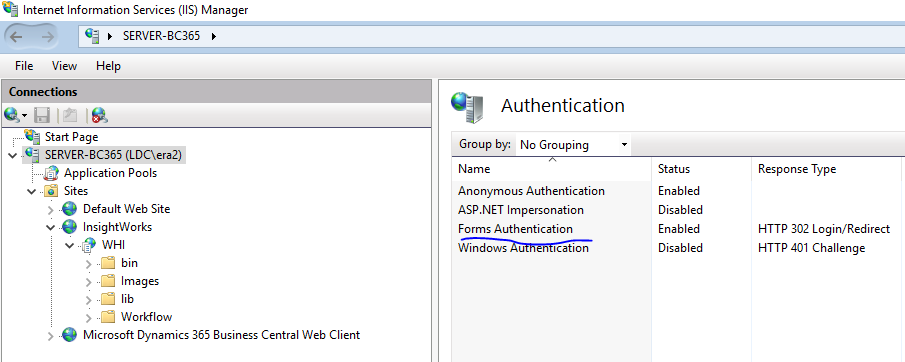 Internet Information Services (IIS) Manager
SERVER-BC365
File View Help
Connections
Start Page
SERVER-BC365 (LDC\era2)
Application Pools
Sites
Default Web Site
InsightWorks
WHI
bin
Images
lib
Workflow
Microsoft Dynamics 365 Business Central Web Client
Authentication
Group by: No Grouping
Name Status Response Type
Anonymous Authentication Enabled
ASP.NET Impersonation Disabled
Forms Authentication Enabled HTTP 302 Login/Redirect
Windows Authentication Disabled HTTP 401 Challenge